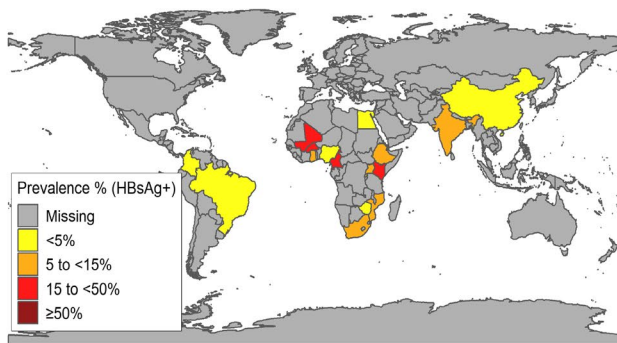 Prevalence % (HBsAg+)
Missing
<5%
5 to <15%
15 to <50%
≥50%